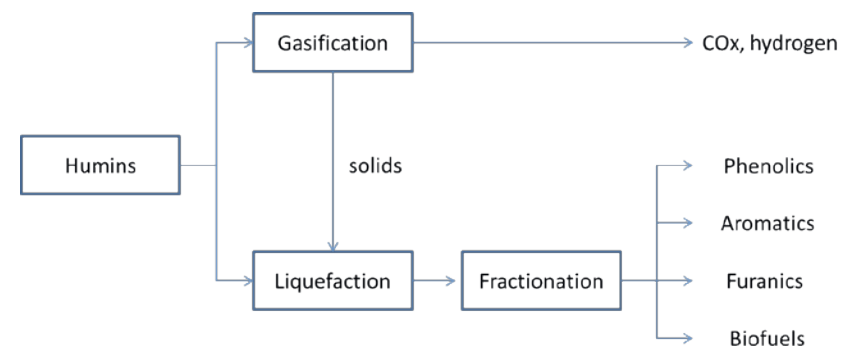 Gasification
COx, hydrogen
Humins
solids
Phenolics
Aromatics
Liquefaction
Fractionation
Furanics
Biofuels